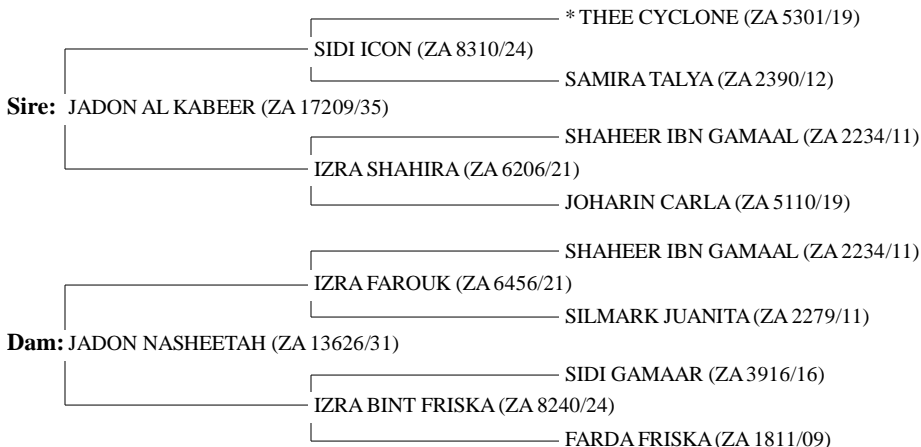 * THEE CYCLONE (ZA 5301/19)
SIDI ICON (ZA 8310/24)
SAMIRA TALYA (ZA 2390/12)
Sire: JADON AL KABEER (ZA 17209/35)
SHAHEER IBN GAMAAL (ZA 2234/11)
IZRA SHAHIRA (ZA 6206/21)
JOHARIN CARLA (ZA 5110/19)
SHAHEER IBN GAMAAL (ZA 2234/11)
IZRA FAROUK (ZA 6456/21)
SILMARK JUANITA (ZA 2279/11)
Dam: JADON NASHEETAH (ZA 13626/31)
SIDI GAMAAR (ZA 3916/16)
IZRA BINT FRISKA (ZA 8240/24)
FARDA FRISKA (ZA 1811/09)